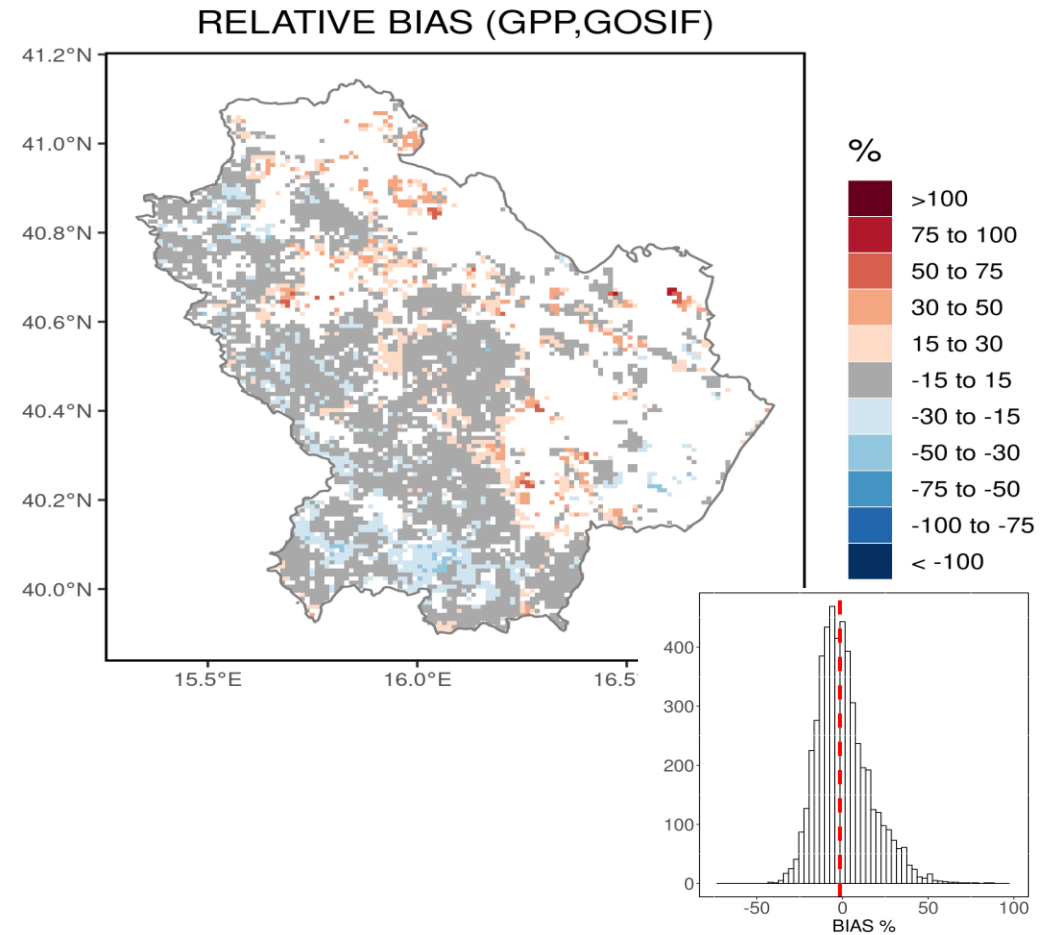 RELATIVE BIAS (GPP,GOSIF)
41.2°N
41.0°N
40.8°N
40.6°N
40.4°N
40.2°N
40.0°N
15.5°E
16.0°E
16.5°
%
>100
75 to 100
50 to 75
30 to 50
15 to 30
-15 to 15
-30 to -15
-50 to -30
-75 to -50
-100 to -75
< -100
400
300
200
100
0
-50
0
50
100
BIAS %